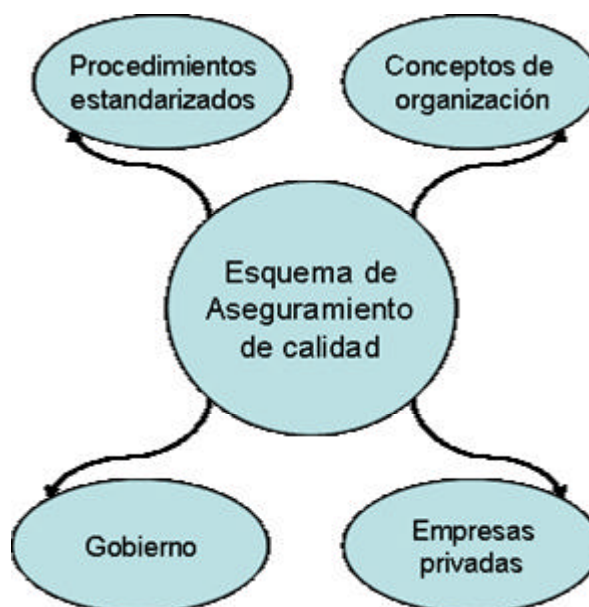 Procedimientos
estandarizados
Conceptos de
organización
Esquema de
Aseguramiento
de calidad
Gobierno
Empresas
privadas